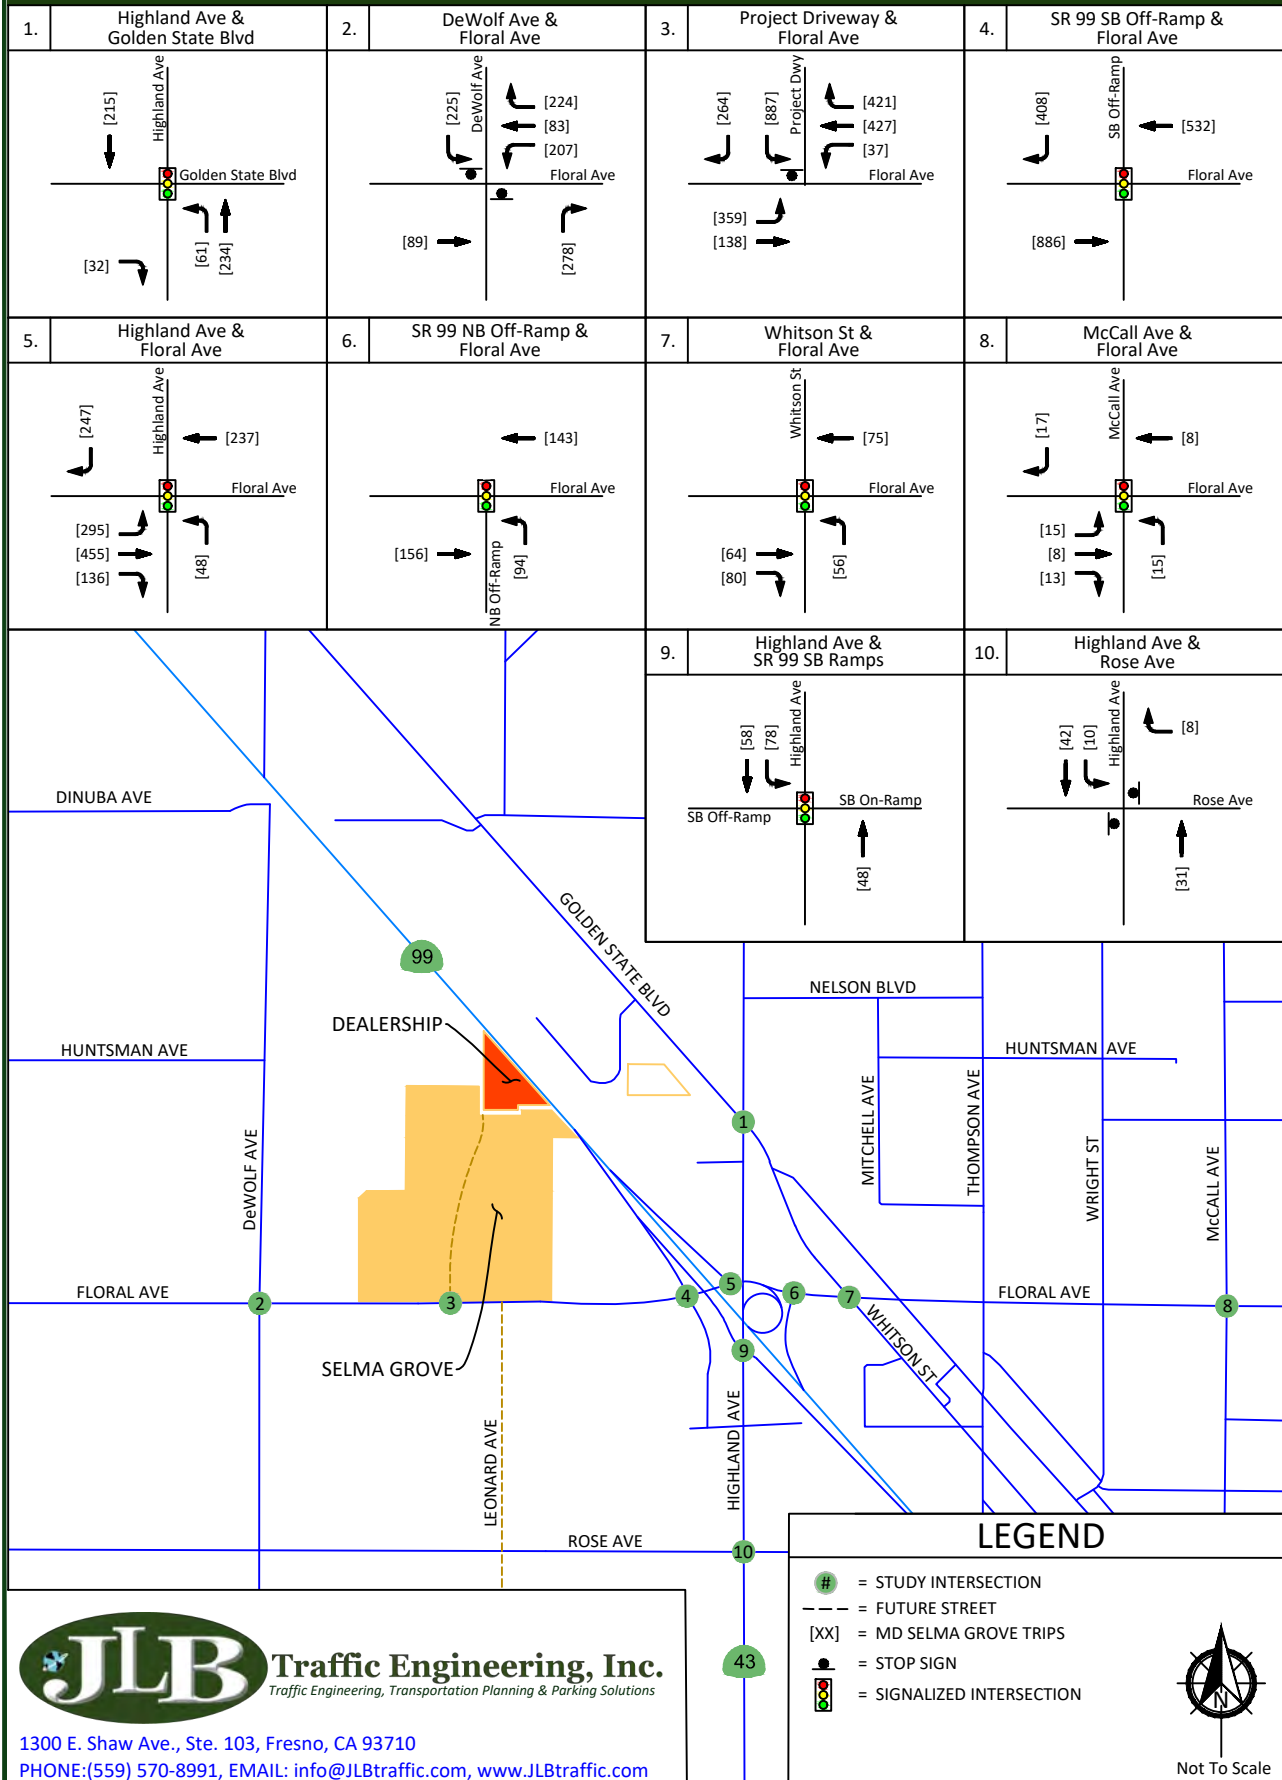 1.
Highland Ave &
Golden State Blvd
[215]
Highland Ave
Golden State Blvd
[32]
[61]
[234]
2.
DeWolf Ave &
Floral Ave
[225]
DeWolf Ave
[224]
[83]
[207]
Floral Ave
[89]
[278]
3.
Project Driveway &
Floral Ave
[264]
[887]
Project Dwy
[421]
[427]
[37]
Floral Ave
[359]
[138]
4.
SR 99 SB Off-Ramp &
Floral Ave
[408]
SB Off-Ramp
[532]
Floral Ave
[886]
5.
Highland Ave &
Floral Ave
[247]
Highland Ave
[237]
Floral Ave
[295]
[455]
[136]
[48]
6.
SR 99 NB Off-Ramp &
Floral Ave
[143]
Floral Ave
[156]
NB Off-Ramp
[94]
7.
Whitson St &
Floral Ave
Whitson St
[75]
Floral Ave
[64]
[80]
[56]
8.
McCall Ave &
Floral Ave
[17]
McCall Ave
[8]
Floral Ave
[15]
[8]
[13]
[15]
9.
Highland Ave &
SR 99 SB Ramps
[58]
[78]
Highland Ave
SB On-Ramp
SB Off-Ramp
[48]
10.
Highland Ave &
Rose Ave
[42]
[10]
Highland Ave
[8]
Rose Ave
[31]
DINUBA AVE
GOLDEN STATE BLVD
99
NELSON BLVD
DEALERSHIP
HUNTSMAN AVE
HUNTSMAN AVE
MITCHELL AVE
THOMPSON AVE
WRIGHT ST
McCALL AVE
DeWOLF AVE
1
FLORAL AVE
FLORAL AVE
2
3
4
5
6
7
8
9
WHITSON ST
SELMA GROVE
HIGHLAND AVE
LEONARD AVE
ROSE AVE
10
43
LEGEND
# = STUDY INTERSECTION
= FUTURE STREET
[XX] = MD SELMA GROVE TRIPS
= STOP SIGN
= SIGNALIZED INTERSECTION
N
Not To Scale
JLB Traffic Engineering, Inc.
Traffic Engineering, Transportation Planning & Parking Solutions
1300 E. Shaw Ave., Ste. 103, Fresno, CA 93710
PHONE:(559) 570-8991, EMAIL: info@JLBtraffic.com, www.JLBtraffic.com